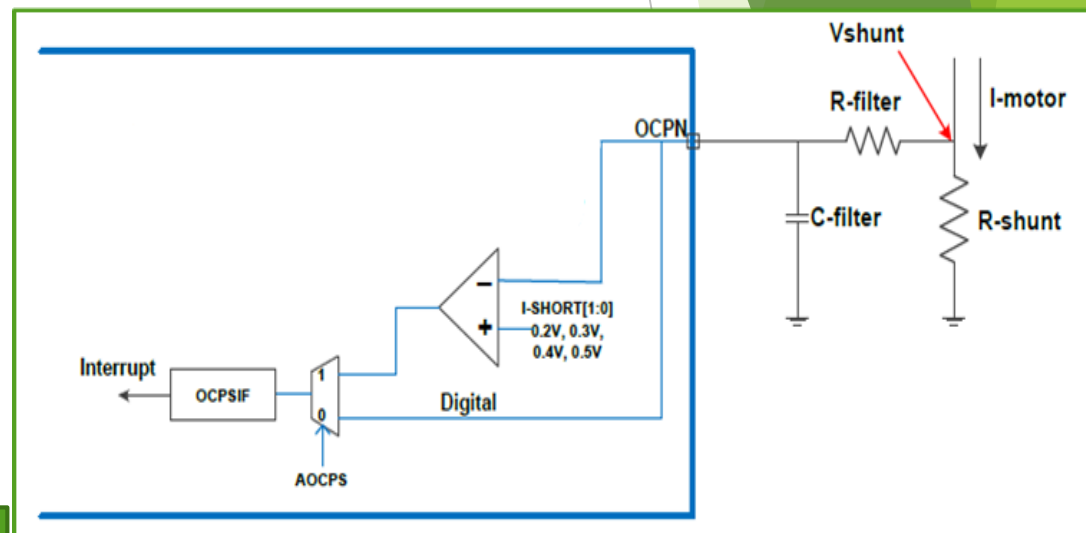 Vshunt
R-filter
I-motor
OCPN
C-filter
R-shunt
−
I-SHORT[1:0]
+
0.2V, 0.3V,
0.4V, 0.5V
Interrupt
OCPSIF
1
0
Digital
AOCPS